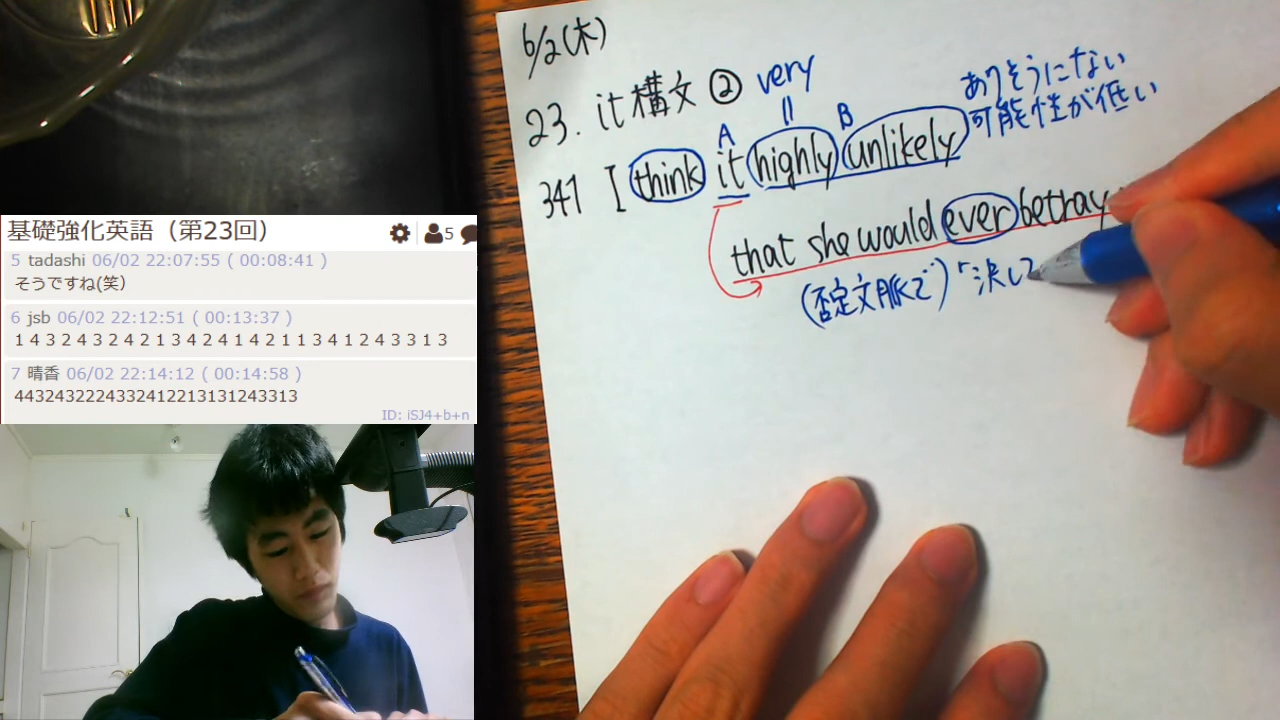 6/2(木)
23. it構文 ②
very
=
A
B
ありそうにない
可能性が低い
341 I think it highly unlikely
that she would ever betray
(否定文脈で)「決して
基礎強化英語（第23回）
5
5 tadashi 06/02 22:07:55 ( 00:08:41 )
そうですね(笑)
6 jsb 06/02 22:12:51 ( 00:13:37 )
1 4 3 2 4 3 2 4 2 1 3 4 2 4 1 4 2 1 1 3 4 1 2 4 3 3 1 3
7 晴香 06/02 22:14:12 ( 00:14:58 )
4432432224332412213131243313
ID: iSJ4+b+n